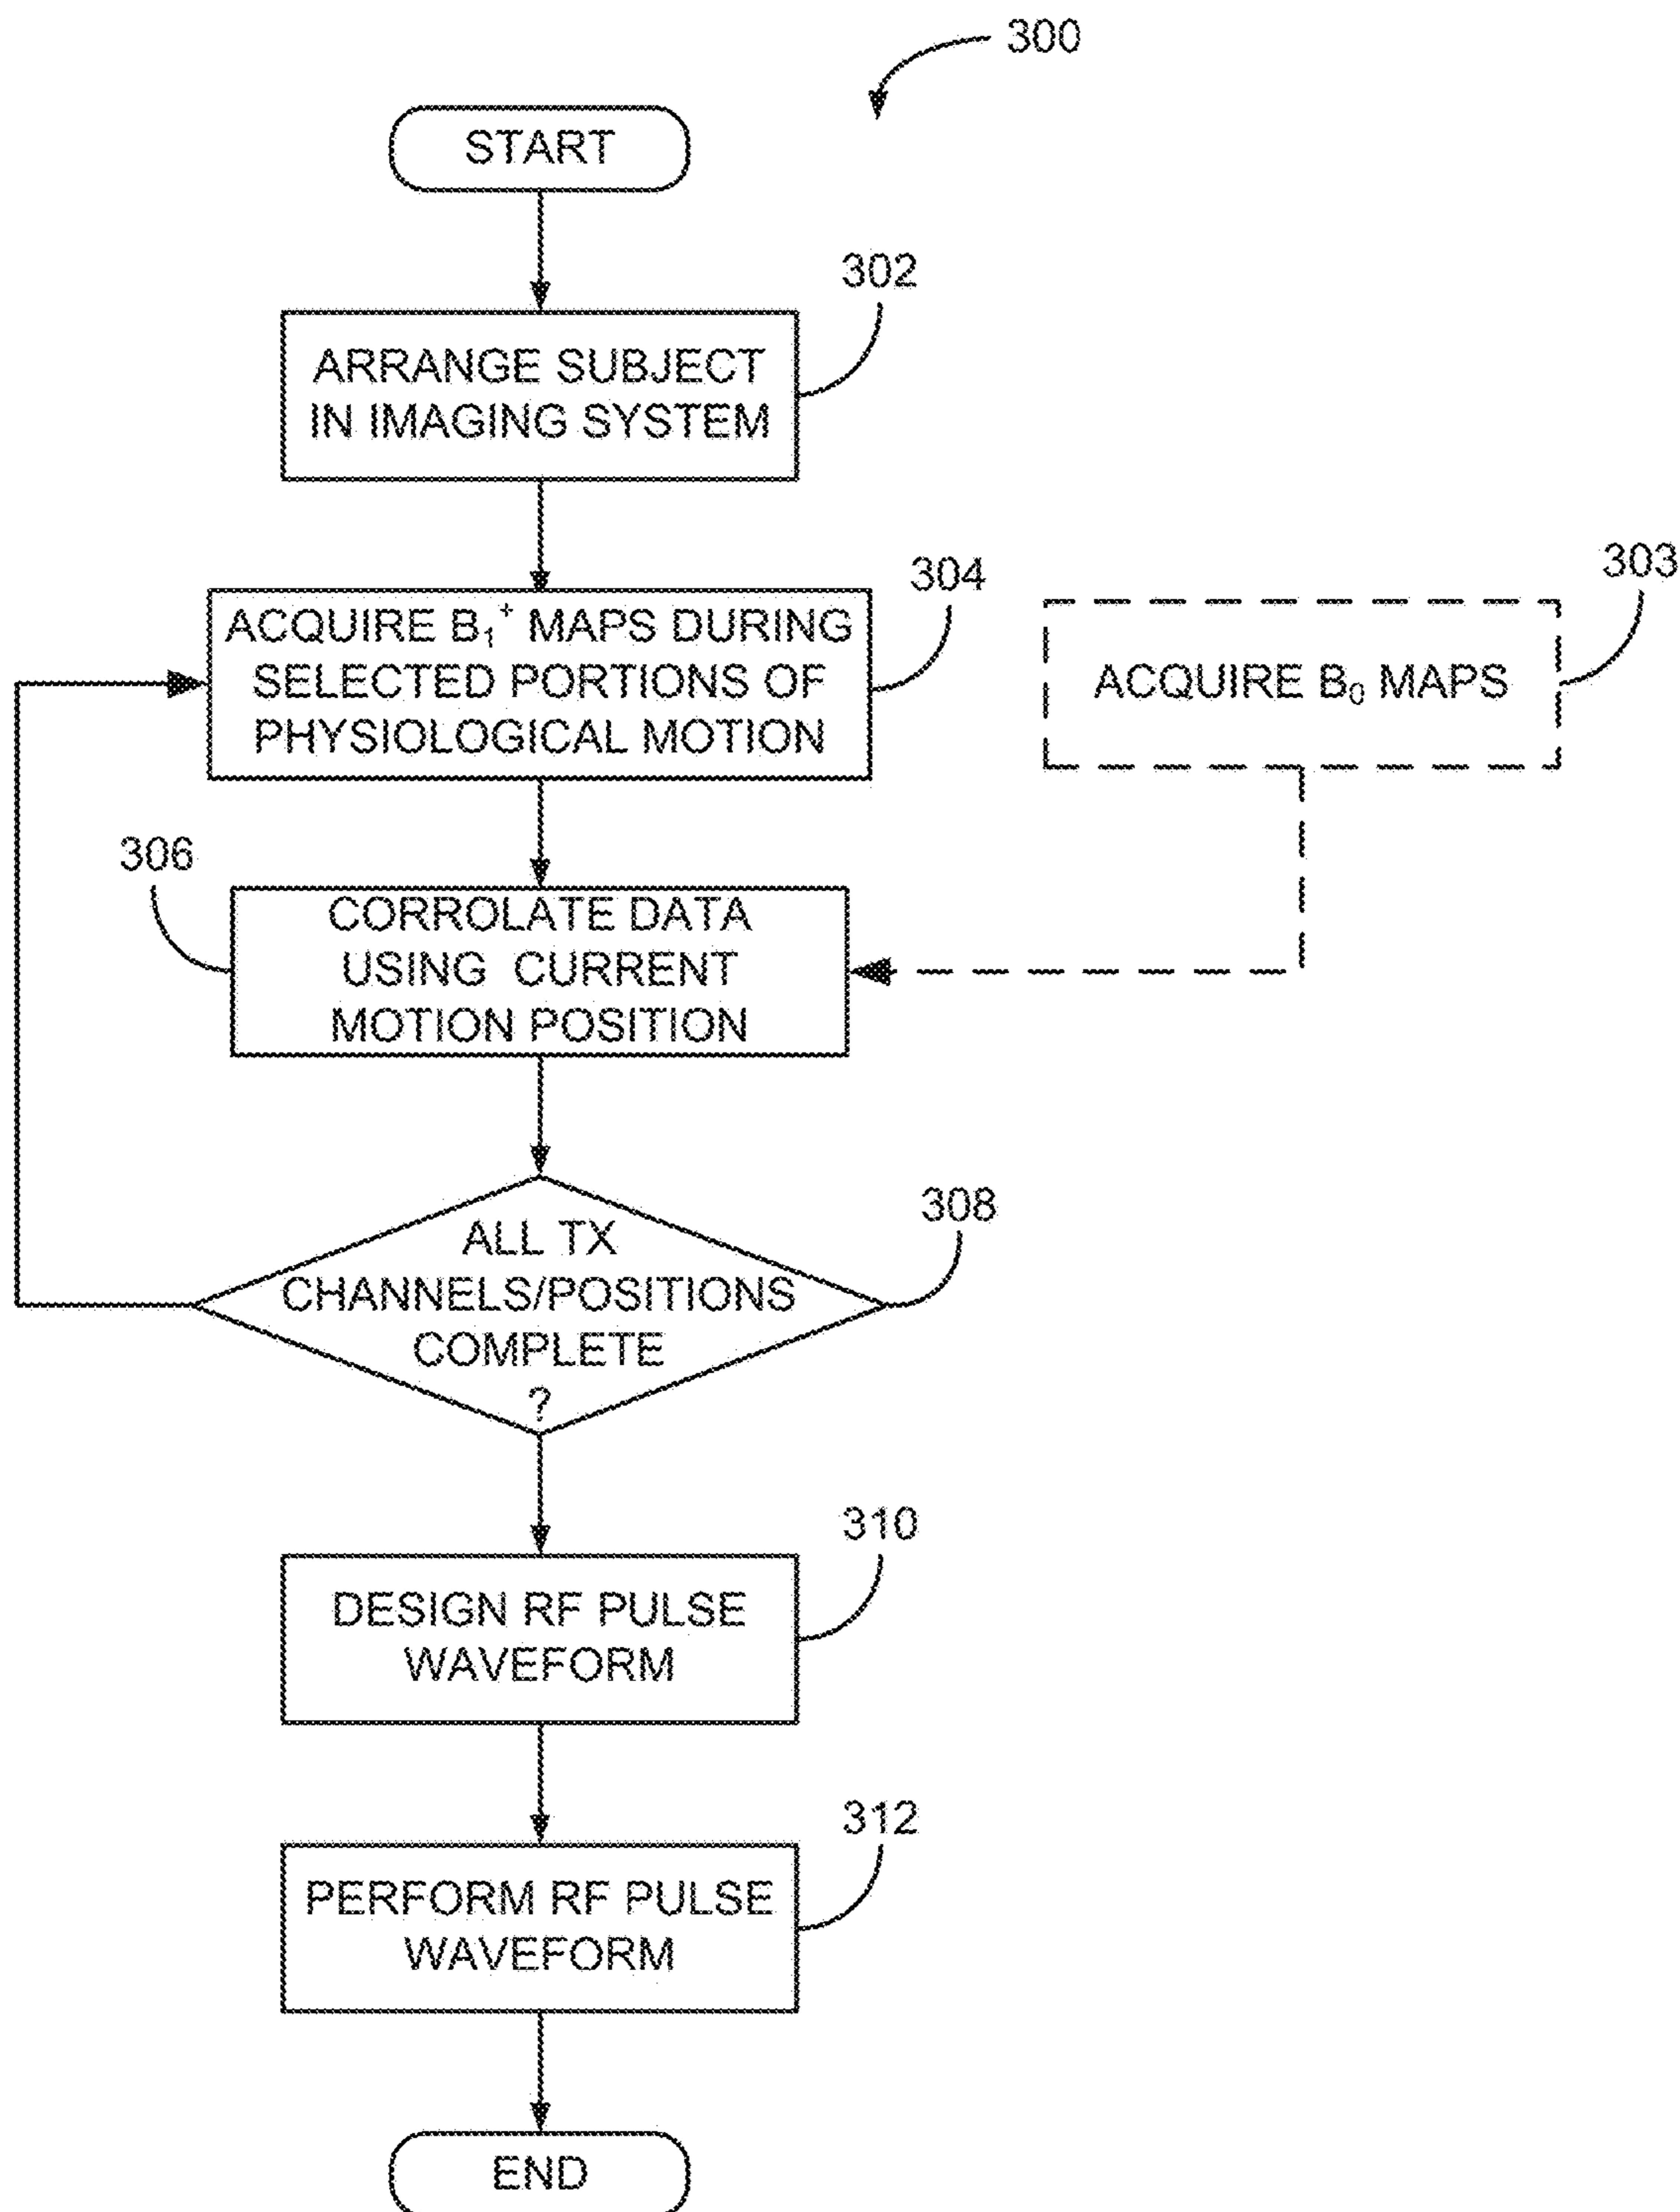 300
START
302
ARRANGE SUBJECT
IN IMAGING SYSTEM
304
303
ACQUIRE B₁⁺ MAPS DURING
SELECTED PORTIONS OF
PHYSIOLOGICAL MOTION
ACQUIRE B₀ MAPS
306
CORROLATE DATA
USING CURRENT
MOTION POSITION
308
ALL TX
CHANNELS/POSITIONS
COMPLETE
?
310
DESIGN RF PULSE
WAVEFORM
312
PERFORM RF PULSE
WAVEFORM
END